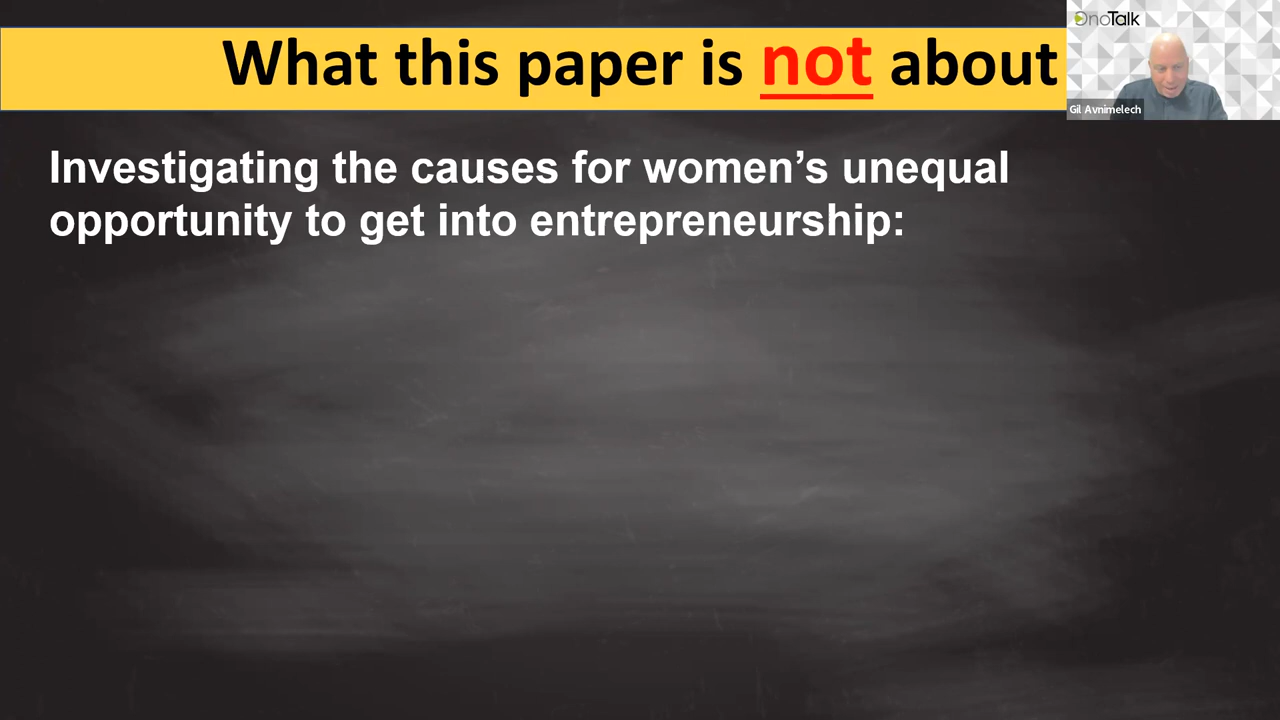 What this paper is not about
OnoTalk
Gil Avnimelech
Investigating the causes for women’s unequal
opportunity to get into entrepreneurship: